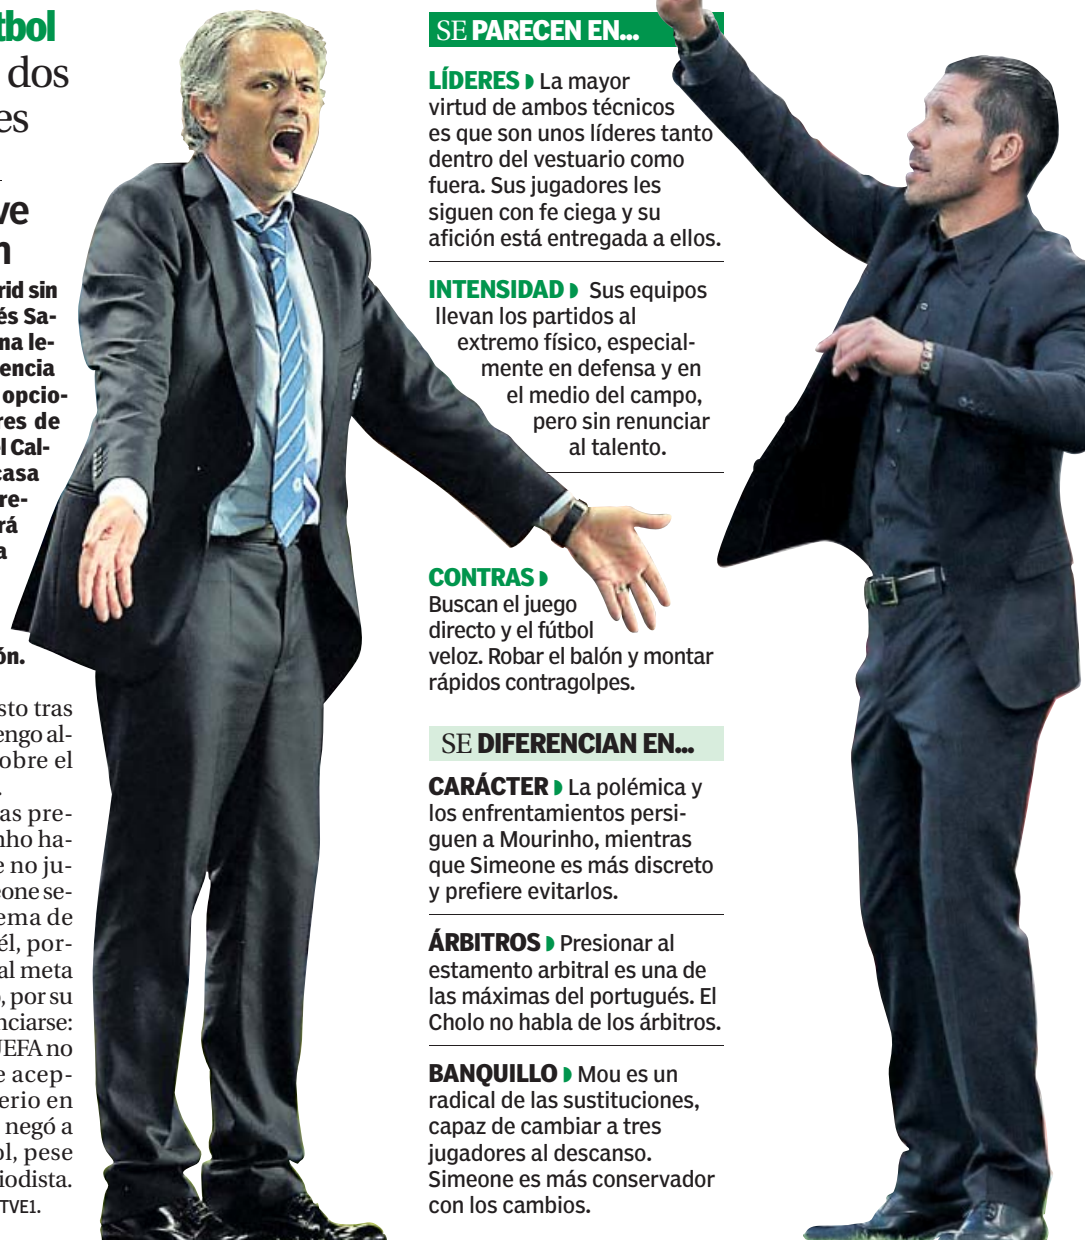 tbol
dos
es
ve
n
rid sin
és Sa-
na le-
encia
opcio-
res de
l Cal-
casa
re-
rá
a
ón.
sto tras
engo al-
obre el
.
as pre-
nho ha-
e no ju-
one se-
ema de
él, por-
al meta
, por su
nciarse:
UEFA no
e acep-
erio en
negó a
ol, pese
iodista.
TVE1.
SE PARECEN EN...
LÍDERES La mayor
virtud de ambos técnicos
es que son unos líderes tanto
dentro del vestuario como
fuera. Sus jugadores les
siguen con fe ciega y su
afición está entregada a ellos.
INTENSIDAD Sus equipos
llevan los partidos al
extremo físico, especial-
mente en defensa y en
el medio del campo,
pero sin renunciar
al talento.
CONTRAS
Buscan el juego
directo y el fútbol
veloz. Robar el balón y montar
rápidos contragolpes.
SE DIFERENCIAN EN...
CARÁCTER La polémica y
los enfrentamientos persi-
guen a Mourinho, mientras
que Simeone es más discreto
y prefiere evitarlos.
ÁRBITROS Presionar al
estamento arbitral es una de
las máximas del portugués. El
Cholo no habla de los árbitros.
BANQUILLO Mou es un
radical de las sustituciones,
capaz de cambiar a tres
jugadores al descanso.
Simeone es más conservador
con los cambios.